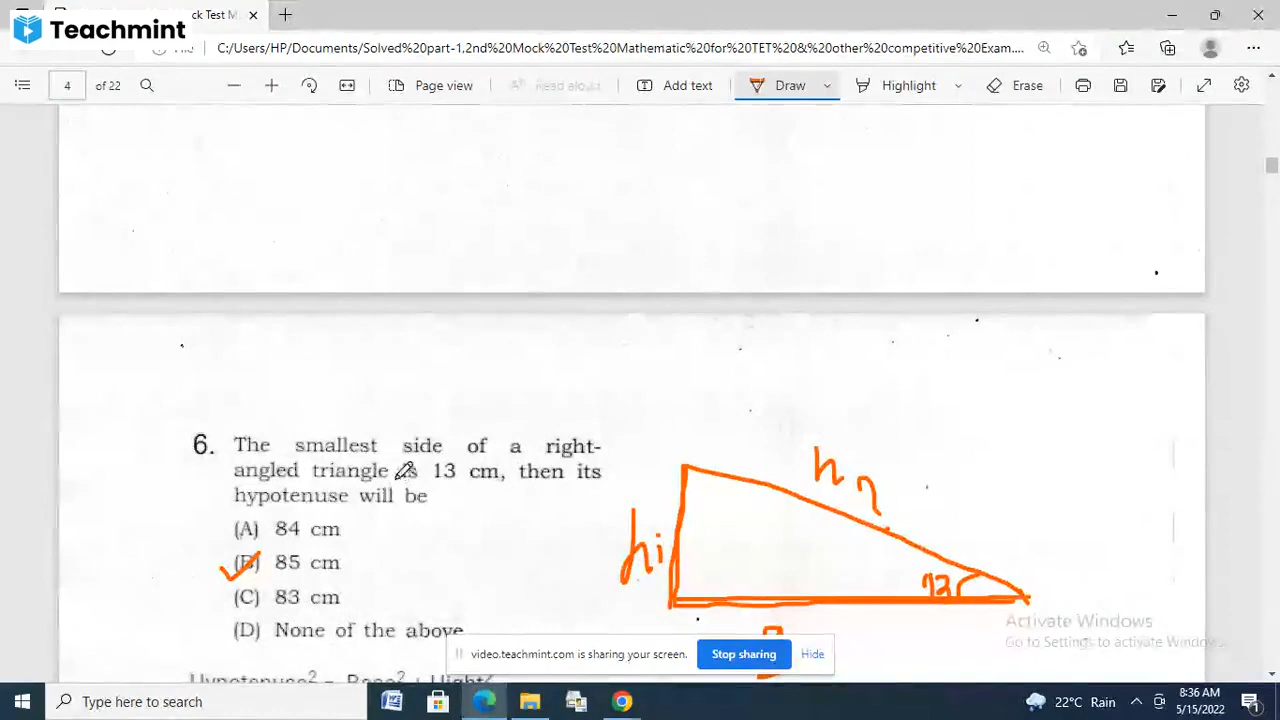 Teachmint
ck Test M
C:/Users/HP/Documents/Solved%20part-1,2nd%20Mock%20Test%20Mathematic%20for%20TET%20&%20other%20competitive%20Exam....
4 of 22
Page view
Read aloud
Add text
Draw
Highlight
Erase
6. The smallest side of a right-
angled triangle is 13 cm, then its
hypotenuse will be
(A) 84 cm
(B) 85 cm
(C) 83 cm
(D) None of the above
hi
Activate Windows
Go to Settings to activate Windows.
video.teachmint.com is sharing your screen.
Stop sharing
Hide
Type here to search
22°C Rain
8:36 AM
5/15/2022